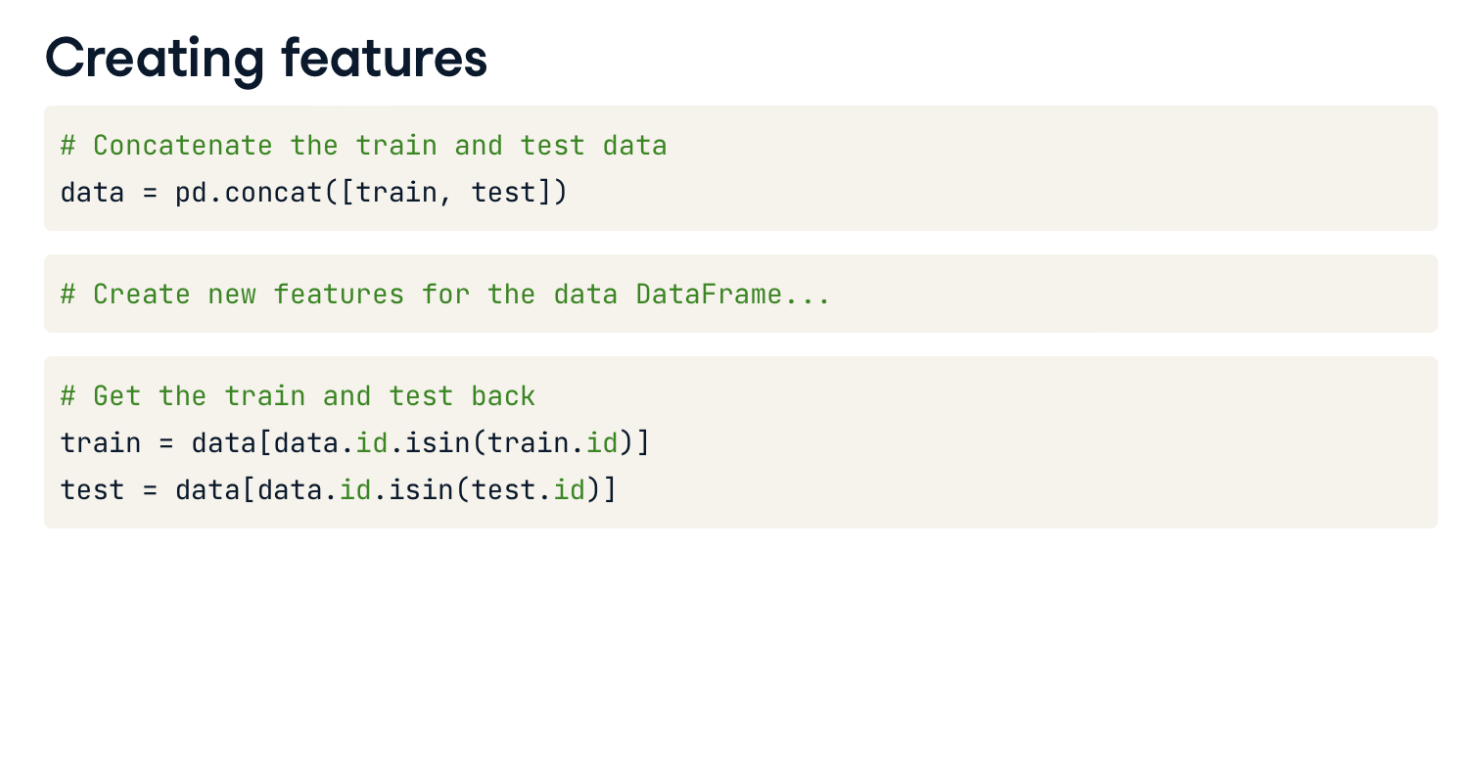 Creating features
# Concatenate the train and test data
data = pd.concat([train, test])
# Create new features for the data DataFrame...
# Get the train and test back
train = data[data.id.isin(train.id)]
test = data[data.id.isin(test.id)]